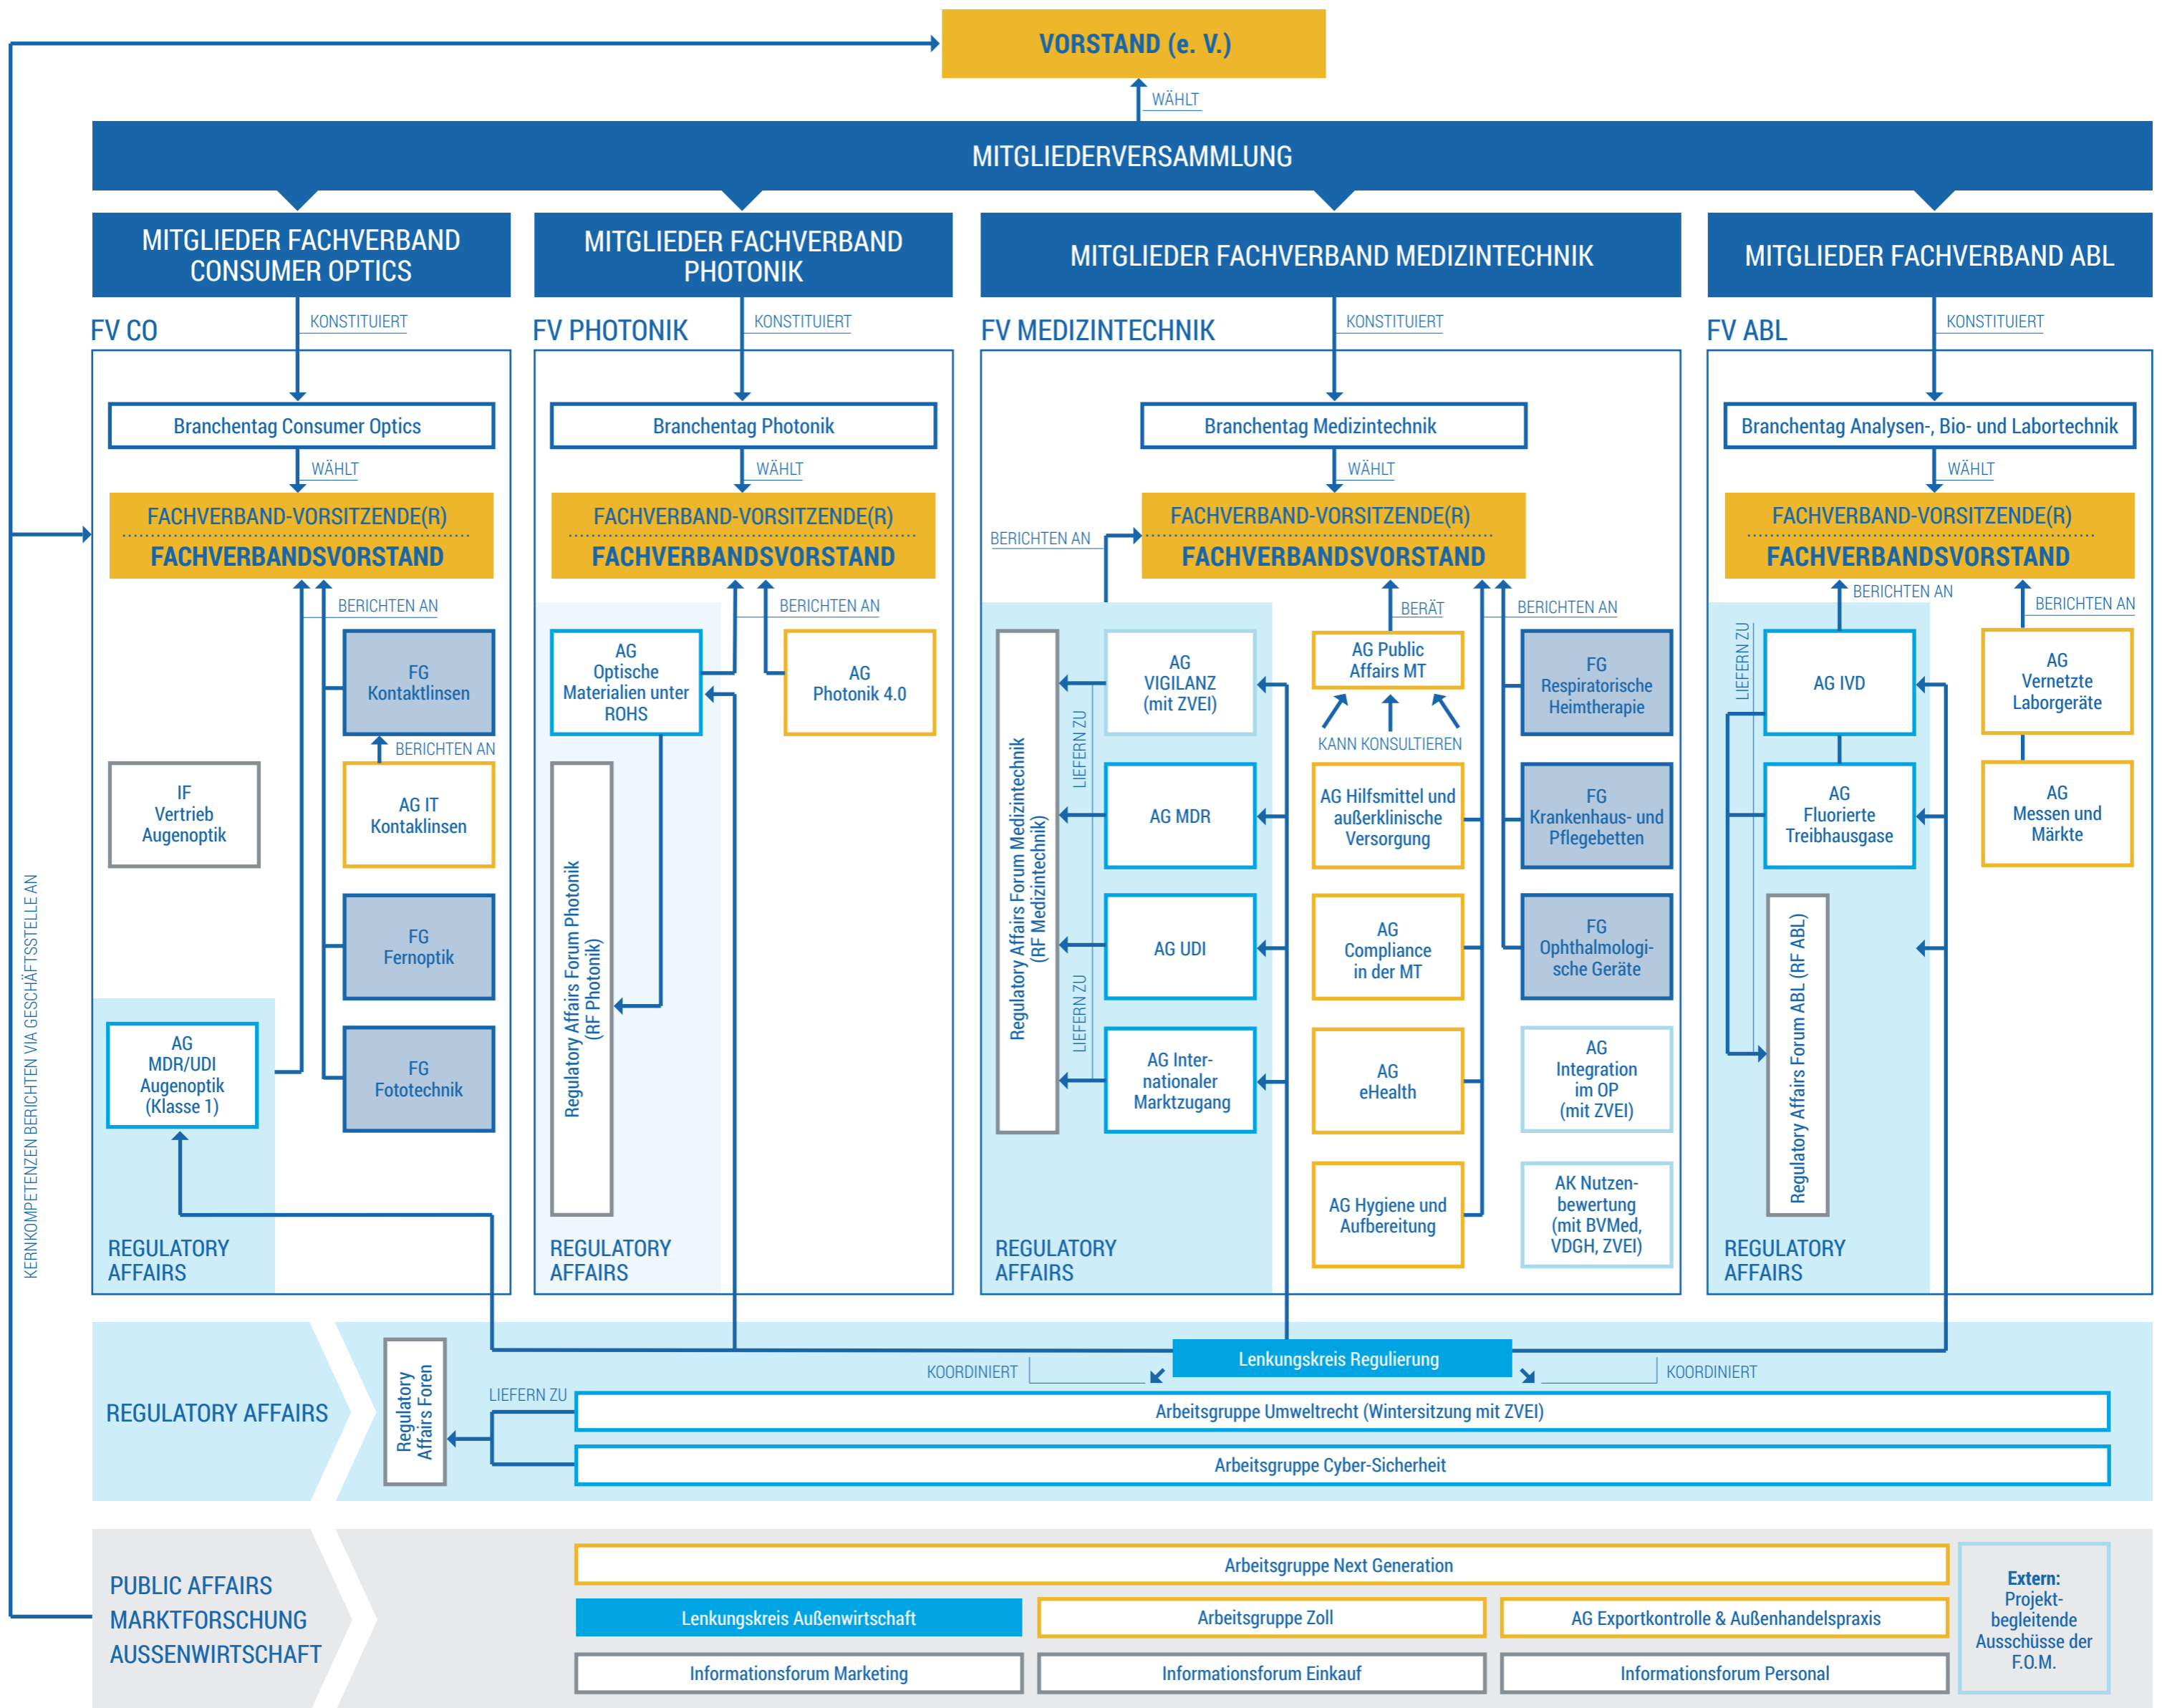 VORSTAND (e. V.)
WÄHLT
MITGLIEDERVERSAMMLUNG
MITGLIEDER FACHVERBAND
CONSUMER OPTICS
MITGLIEDER FACHVERBAND
PHOTONIK
MITGLIEDER FACHVERBAND MEDIZINTECHNIK
MITGLIEDER FACHVERBAND ABL
FV CO
KONSTITUIERT
FV PHOTONIK
KONSTITUIERT
FV MEDIZINTECHNIK
KONSTITUIERT
FV ABL
KONSTITUIERT
Branchentag Consumer Optics
Branchentag Photonik
Branchentag Medizintechnik
Branchentag Analysen-, Bio- und Labortechnik
WÄHLT
WÄHLT
WÄHLT
WÄHLT
FACHVERBAND-VORSITZENDE(R)
FACHVERBANDSVORSTAND
FACHVERBAND-VORSITZENDE(R)
FACHVERBANDSVORSTAND
BERICHTEN AN
FACHVERBAND-VORSITZENDE(R)
FACHVERBANDSVORSTAND
FACHVERBAND-VORSITZENDE(R)
FACHVERBANDSVORSTAND
BERICHTEN AN
FG
Kontaktlinsen
BERICHTEN AN
IF
Vertrieb
Augenoptik
AG IT
Kontaklinsen
FG
Fernoptik
AG
MDR/UDI
Augenoptik
(Klasse 1)
FG
Fototechnik
REGULATORY
AFFAIRS
BERICHTEN AN
AG
Optische
Materialien unter
ROHS
AG
Photonik 4.0
Regulatory Affairs Forum Photonik
(RF Photonik)
REGULATORY
AFFAIRS
BERÄT
BERICHTEN AN
Regulatory Affairs Forum Medizintechnik
(RF Medizintechnik)
LIEFERN ZU
LIEFERN ZU
AG
VIGILANZ
(mit ZVEI)
AG MDR
AG UDI
AG Inter-
nationaler
Marktzugang
AG Public
Affairs MT
KANN KONSULTIEREN
AG Hilfsmittel und
außerklinische
Versorgung
AG
Compliance
in der MT
AG
eHealth
AG Hygiene und
Aufbereitung
FG
Respiratorische
Heimtherapie
FG
Krankenhaus- und
Pflegebetten
FG
Ophthalmologi-
sche Geräte
AG
Integration
im OP
(mit ZVEI)
AK Nutzen-
bewertung
(mit BVMed,
VDGH, ZVEI)
REGULATORY
AFFAIRS
BERICHTEN AN
BERICHTEN AN
LIEFERN ZU
AG IVD
AG
Vernetzte
Laborgeräte
AG
Fluorierte
Treibhausgase
AG
Messen und
Märkte
Regulatory Affairs Forum ABL (RF ABL)
REGULATORY
AFFAIRS
KERNKOMPETENZEN BERICHTEN VIA GESCHÄFTSSTELLE AN
REGULATORY AFFAIRS
Regulatory
Affairs Foren
LIEFERN ZU
KOORDINIERT
Lenkungskreis Regulierung
KOORDINIERT
Arbeitsgruppe Umweltrecht (Wintersitzung mit ZVEI)
Arbeitsgruppe Cyber-Sicherheit
PUBLIC AFFAIRS
MARKTFORSCHUNG
AUSSENWIRTSCHAFT
Arbeitsgruppe Next Generation
Lenkungskreis Außenwirtschaft
Arbeitsgruppe Zoll
AG Exportkontrolle & Außenhandelspraxis
Informationsforum Marketing
Informationsforum Einkauf
Informationsforum Personal
Extern:
Projekt-
begleitende
Ausschüsse der
F.O.M.